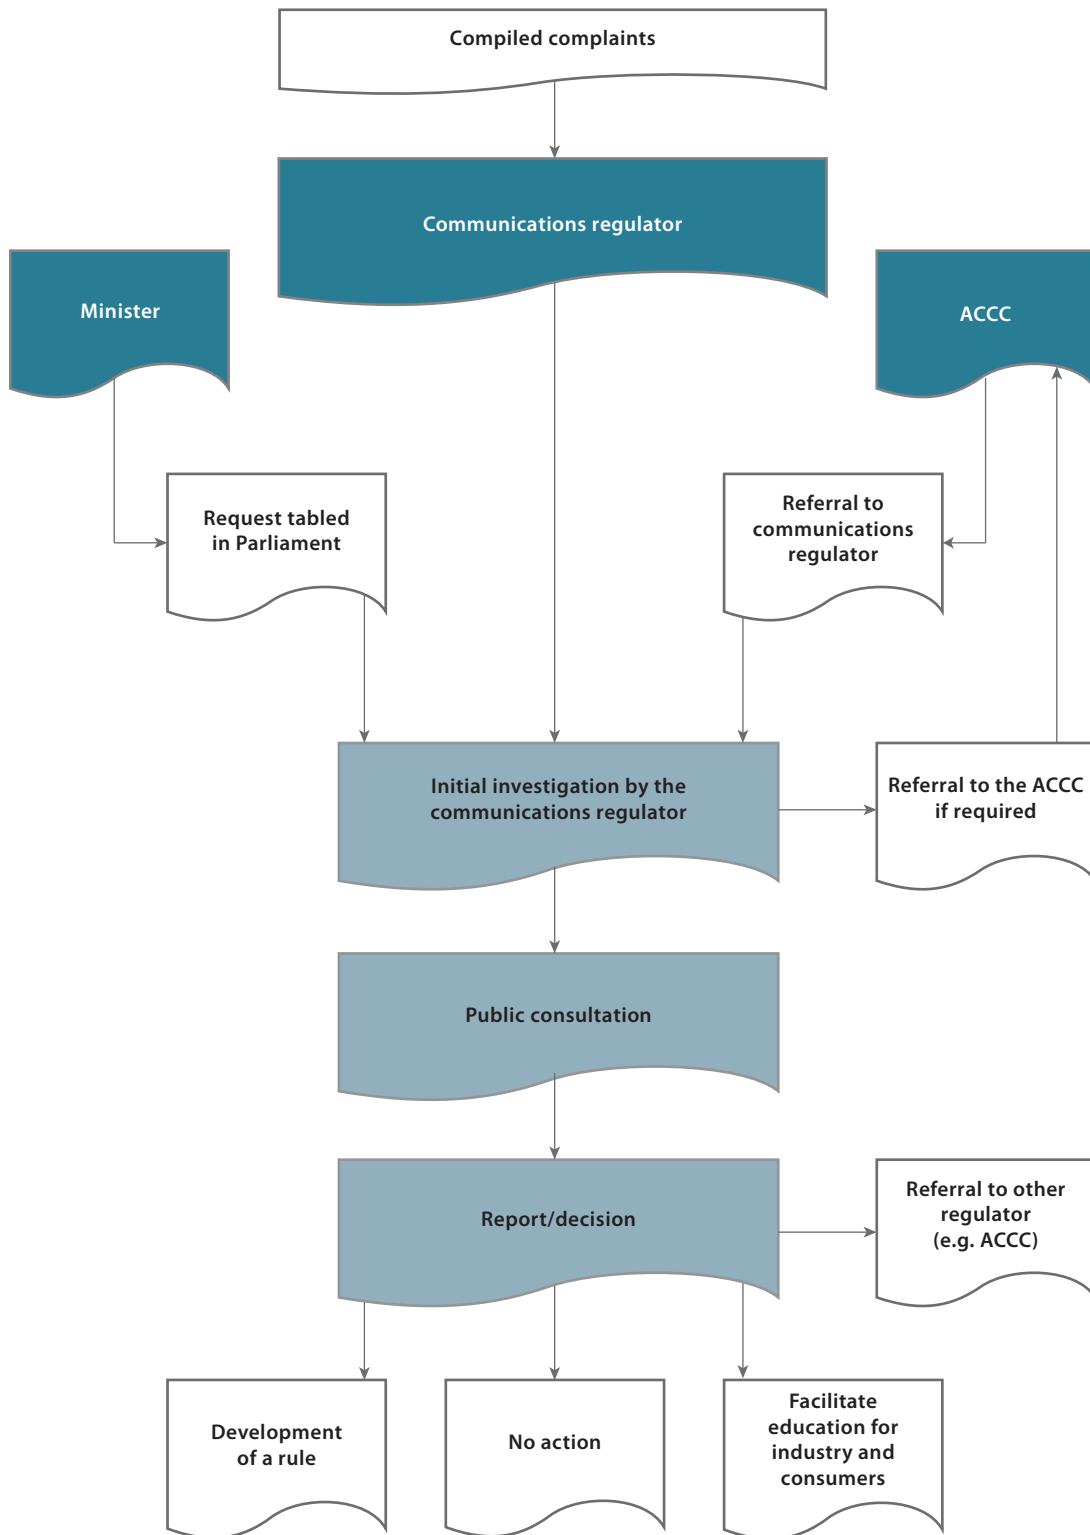 Compiled complaints
Communications regulator
Minister
ACCC
Request tabled
in Parliament
Referral to
communications
regulator
Initial investigation by the
communications regulator
Referral to the ACCC
if required
Public consultation
Report/decision
Referral to other
regulator
(e.g. ACCC)
Development
of a rule
No action
Facilitate
education for
industry and
consumers